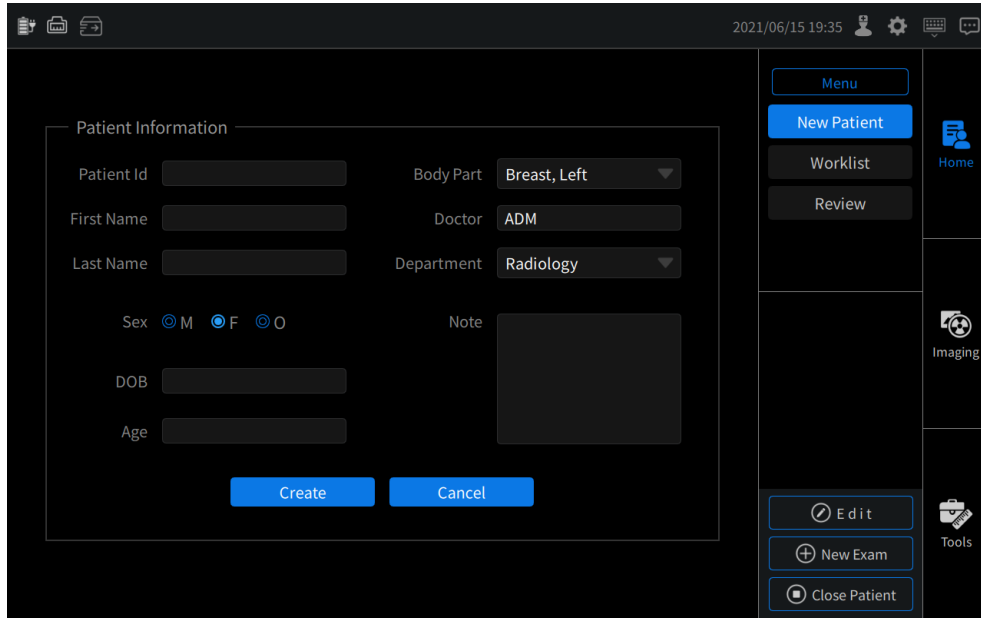 2021/06/15 19:35
Menu
New Patient
Worklist
Review
Home
Imaging
Tools
Patient Information
Patient Id
Body Part Breast, Left
First Name
Doctor ADM
Last Name
Department Radiology
Sex M F O
Note
DOB
Age
Create Cancel
Edit
New Exam
Close Patient